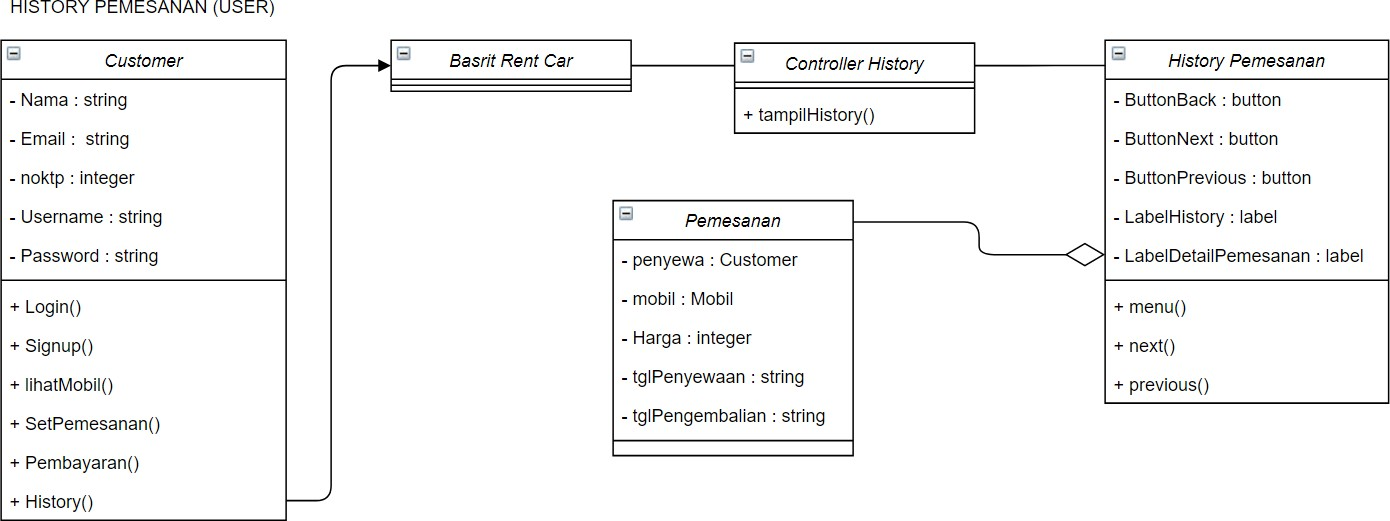 HISTORY PEMESANAN (USER)
Customer
- Nama : string
- Email :  string
- noktp : integer
- Username : string
- Password : string
+ Login()
+ Signup()
+ lihatMobil()
+ SetPemesanan()
+ Pembayaran()
+ History()
Basrit Rent Car
Controller History
+ tampilHistory()
History Pemesanan
- ButtonBack : button
- ButtonNext : button
- ButtonPrevious : button
- LabelHistory : label
- LabelDetailPemesanan : label
+ menu()
+ next()
+ previous()
Pemesanan
- penyewa : Customer
- mobil : Mobil
- Harga : integer
- tglPenyewaan : string
- tglPengembalian : string